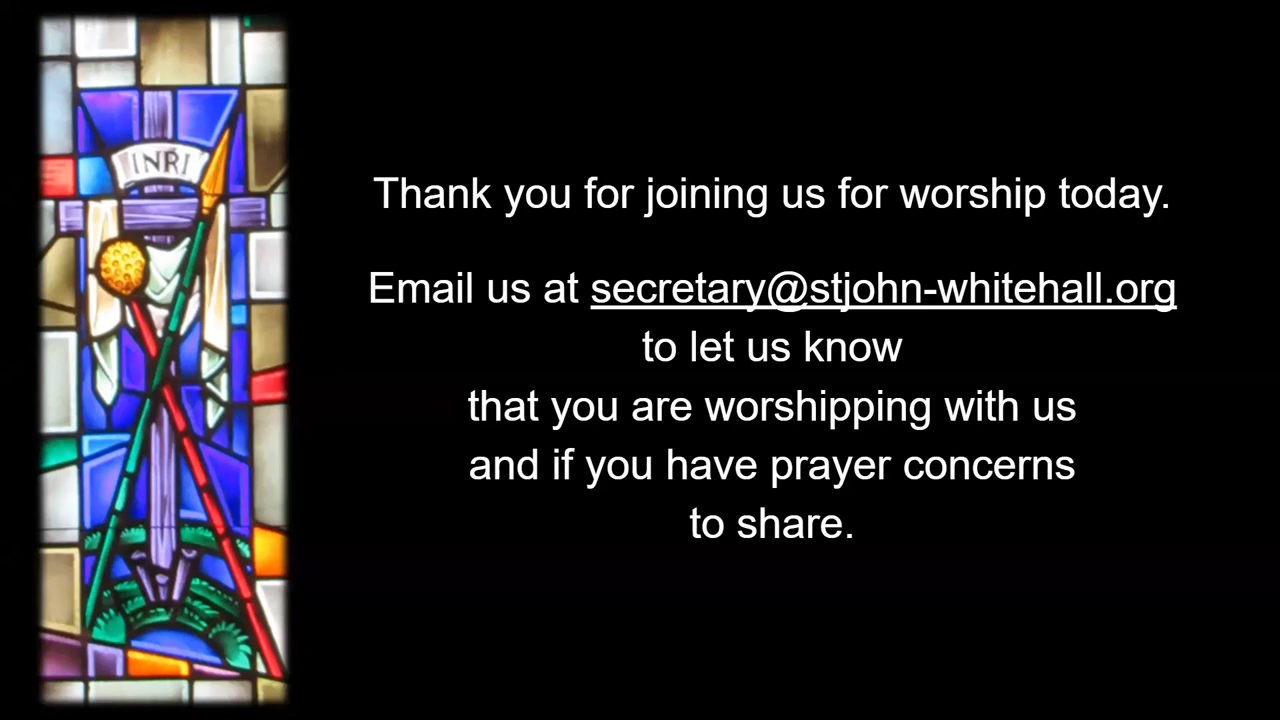 INRI
Thank you for joining us for worship today.
Email us at secretary@stjohn-whitehall.org
to let us know
that you are worshipping with us
and if you have prayer concerns
to share.